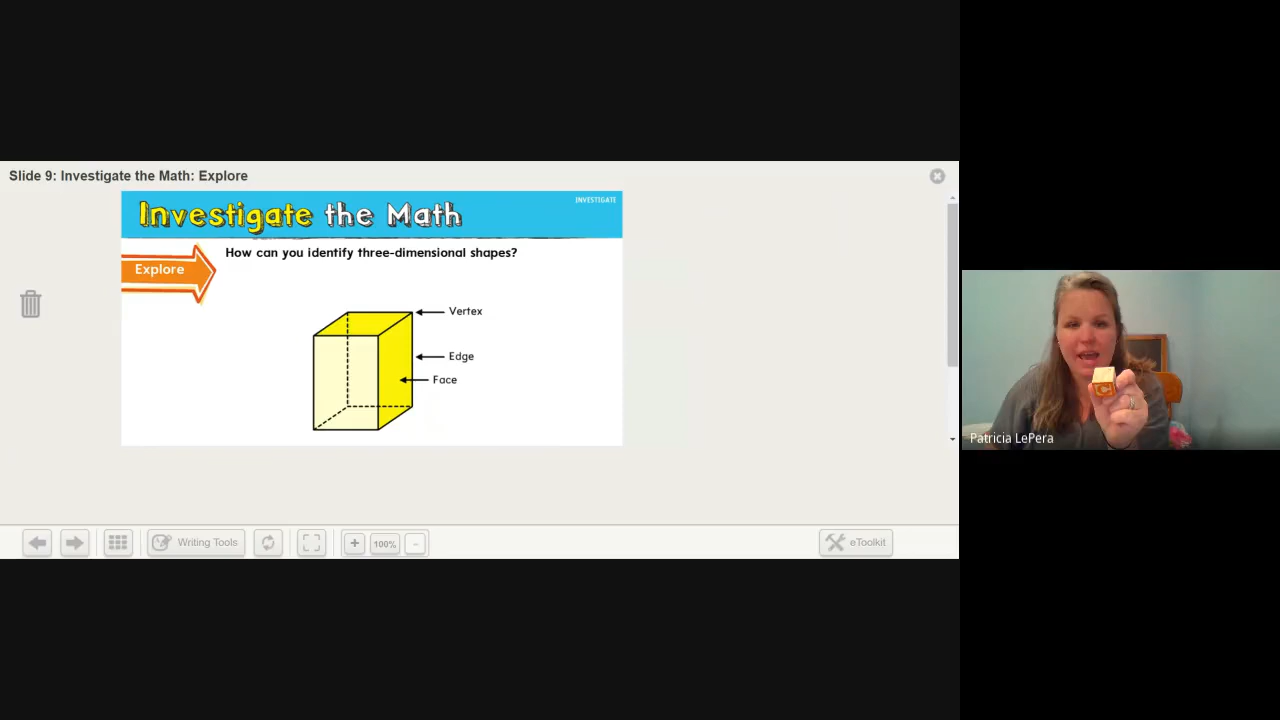 Slide 9: Investigate the Math: Explore
Investigate the Math
INVESTIGATE
Explore
How can you identify three-dimensional shapes?
Vertex
Edge
Face
Patricia LePera
Writing Tools
100%
eToolkit